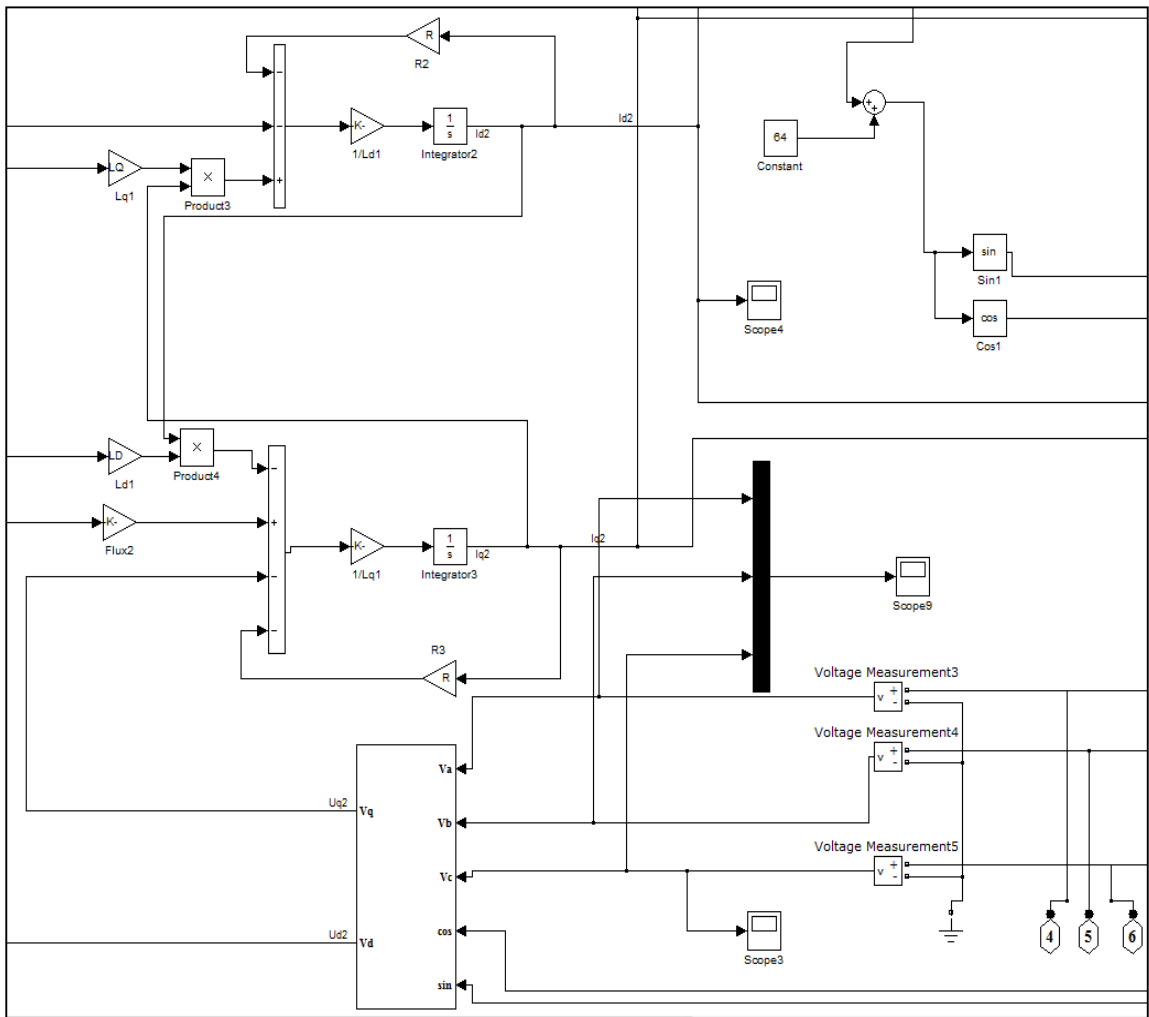 R
R2
−
−
+
K-
1/Ld1
1
s
Integrator2
Id2
Id2
LQ
Lq1
×
Product3
+
+
64
Constant
sin
Sin1
cos
Cos1
Scope4
LD
Ld1
×
Product4
−
+
−
−
K-
Flux2
K-
1/Lq1
1
s
Integrator3
Iq2
Iq2
Scope9
R3
R
Voltage Measurement3
v
+
-
Voltage Measurement4
v
+
-
Voltage Measurement5
v
+
-
Uq2
Vq
Ud2
Vd
Va
Vb
Vc
cos
sin
Scope3
4
5
6